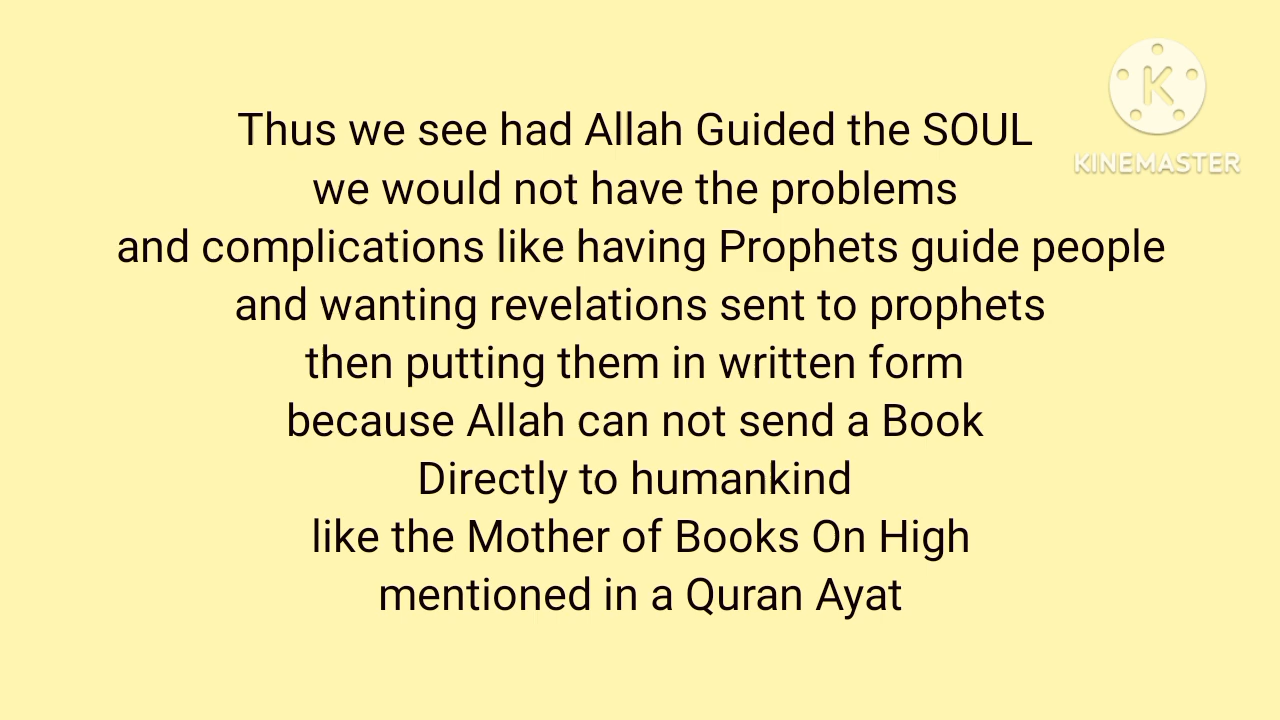 Thus we see had Allah Guided the SOUL
we would not have the problems
and complications like having Prophets guide people
and wanting revelations sent to prophets
then putting them in written form
because Allah can not send a Book
Directly to humankind
like the Mother of Books On High
mentioned in a Quran Ayat
K
KINEMASTER